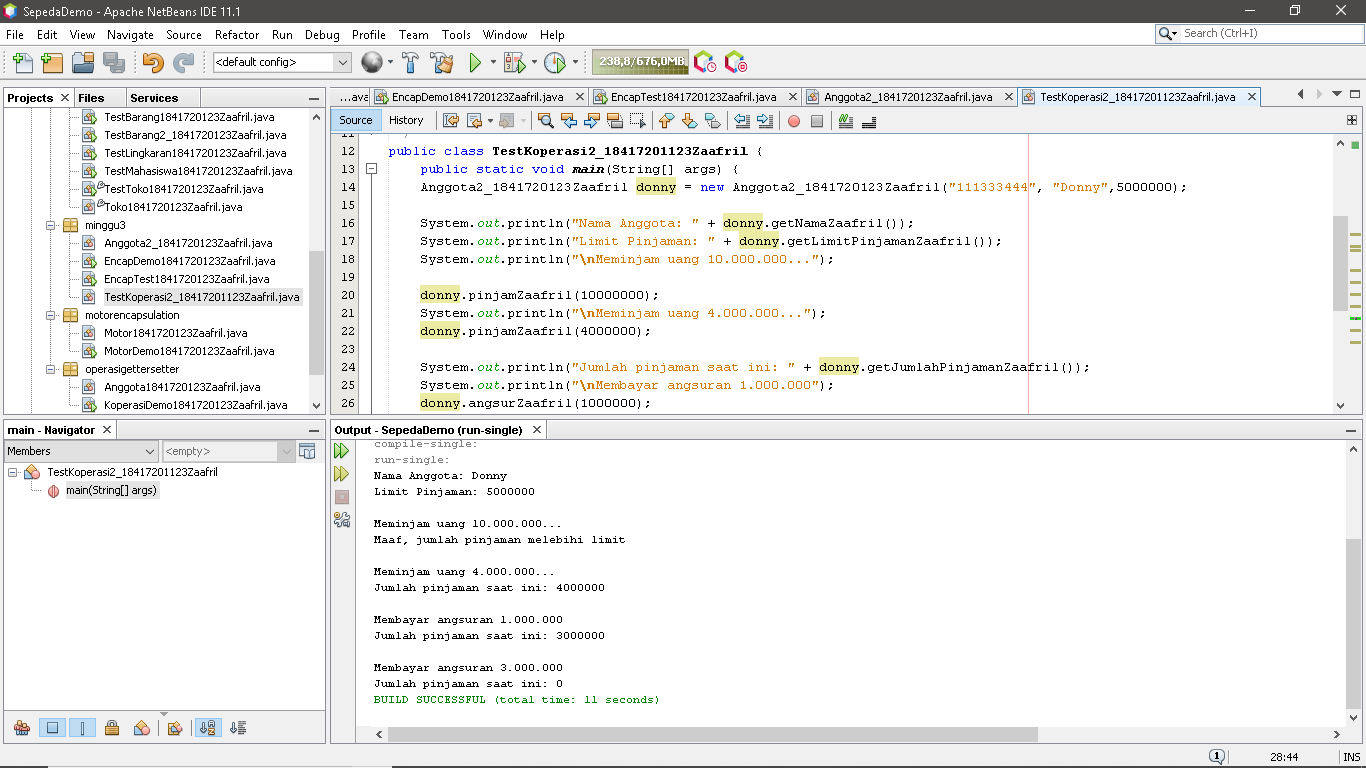 SepedaDemo - Apache NetBeans IDE 11.1
File Edit View Navigate Source Refactor Run Debug Profile Team Tools Window Help
Search (Ctrl+I)
<default config>
238,8/676,0MB
Projects Files Services
TestBarang1841720123Zaafril.java
TestBarang2_1841720123Zaafril.java
TestLingkaran1841720123Zaafril.java
TestMahasiswa1841720123Zaafril.java
TestToko1841720123Zaafril.java
Toko1841720123Zaafril.java
minggu3
Anggota2_1841720123Zaafril.java
EncapDemo1841720123Zaafril.java
EncapTest1841720123Zaafril.java
TestKoperasi2_18417201123Zaafril.java
motorencapsulation
Motor1841720123Zaafril.java
MotorDemo1841720123Zaafril.java
operasigettersetter
Anggota1841720123Zaafril.java
KoperasiDemo1841720123Zaafril.java
...ava EncapDemo1841720123Zaafril.java EncapTest1841720123Zaafril.java Anggota2_1841720123Zaafril.java TestKoperasi2_18417201123Zaafril.java
Source History
11
12 public class TestKoperasi2_18417201123Zaafril {
13 public static void main(String[] args) {
14 Anggota2_1841720123Zaafril donny = new Anggota2_1841720123Zaafril("111333444", "Donny",5000000);
15
16 System.out.println("Nama Anggota: " + donny.getNamaZaafril());
17 System.out.println("Limit Pinjaman: " + donny.getLimitPinjamanZaafril());
18 System.out.println("\nMeminjam uang 10.000.000...");
19
20 donny.pinjamZaafril(10000000);
21 System.out.println("\nMeminjam uang 4.000.000...");
22 donny.pinjamZaafril(4000000);
23
24 System.out.println("Jumlah pinjaman saat ini: " + donny.getJumlahPinjamanZaafril());
25 System.out.println("\nMembayar angsuran 1.000.000");
26 donny.angsurZaafril(1000000);
main - Navigator
Members <empty>
TestKoperasi2_18417201123Zaafril
main(String[] args)
Output - SepedaDemo (run-single)
compile-single:
run-single:
Nama Anggota: Donny
Limit Pinjaman: 5000000
Meminjam uang 10.000.000...
Maaf, jumlah pinjaman melebihi limit
Meminjam uang 4.000.000...
Jumlah pinjaman saat ini: 4000000
Membayar angsuran 1.000.000
Jumlah pinjaman saat ini: 3000000
Membayar angsuran 3.000.000
Jumlah pinjaman saat ini: 0
BUILD SUCCESSFUL (total time: 11 seconds)
1 28:44 INS